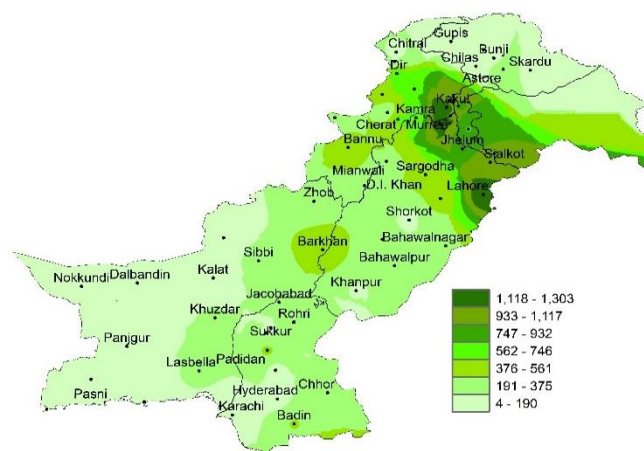 Gupis
Chitral
Bunji
Chilas
Skardu
Dir
Astore
Kakul
Kamra
Cherat
Murree
Bannu
Jhelum
Sialkot
Mianwali
Sargodha
D.I. Khan
Lahore
Zhob
Shorkot
Barkhan
Bahawalnagar
Sibbi
Bahawalpur
Nokkundi
Dalbandin
Kalat
Khanpur
Jacobabad
Khuzdar
Rohri
Sukkur
Panjgur
Lasbella
Padidan
Pasni
Hyderabad
Chhor
Karachi
Badin
1,118 - 1,303
933 - 1,117
747 - 932
562 - 746
376 - 561
191 - 375
4 - 190